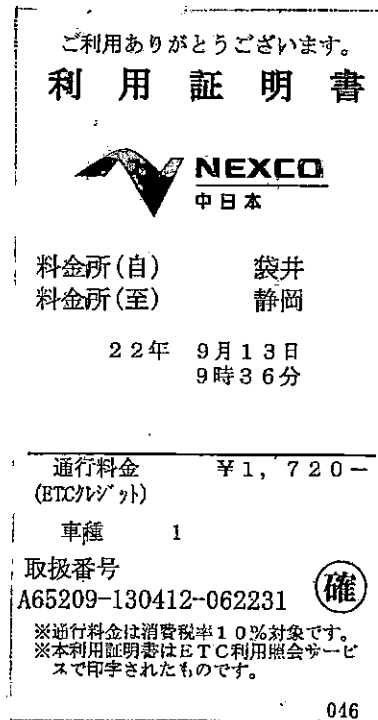 ご利用ありがとうございます。
利用証明書
NEXCO
中日本
料金所(自) 袋井
料金所(至) 静岡
22年 9月13日
9時36分
通行料金 ¥1,720-
(ETCクレジット)
車種 1
取扱番号
A65209-130412-062231 確
※通行料金は消費税率10%対象です。
※本利用証明書はETC利用照会サービ
スで印字されたものです。
046